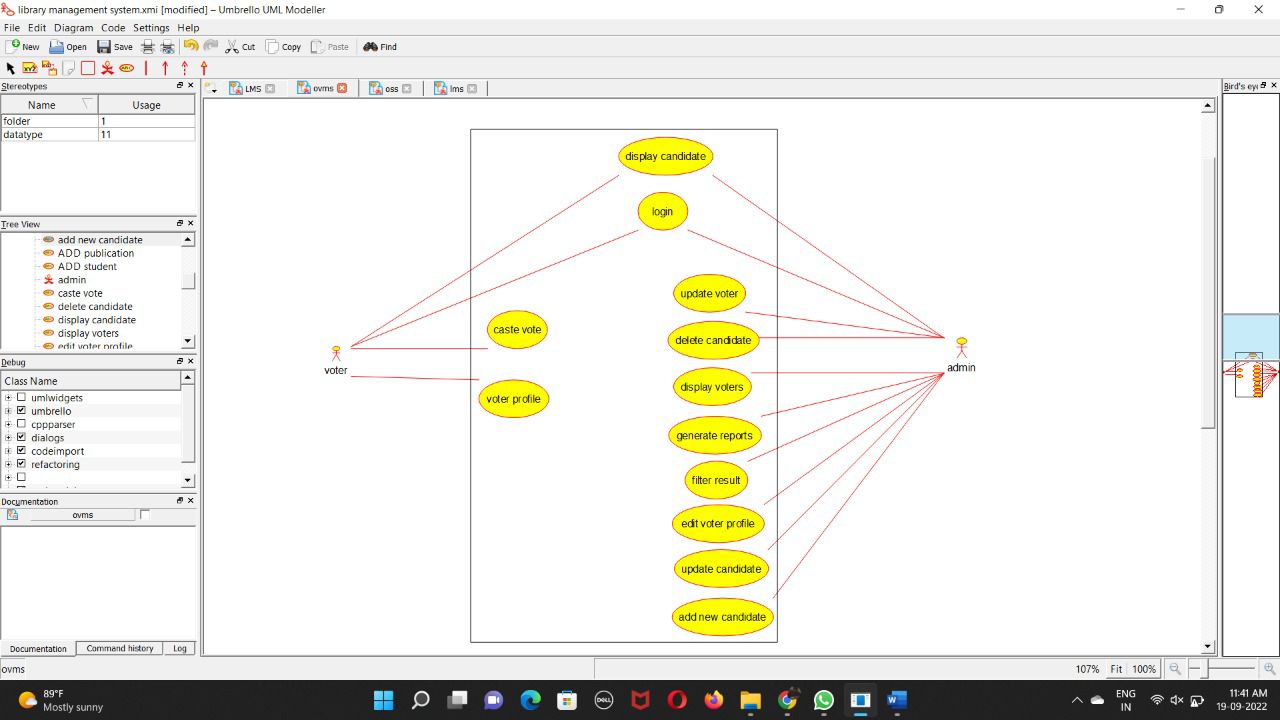 library management system.xmi [modified] – Umbrello UML Modeller
File Edit Diagram Code Settings Help
New Open Save Cut Copy Paste Find
Stereotypes
Name Usage
folder 1
datatype 11
Tree View
add new candidate
ADD publication
ADD student
admin
caste vote
delete candidate
display candidate
display voters
edit voter profile
Debug
Class Name
umlwidgets
umbrello
cppparser
dialogs
codeimport
refactoring
Documentation
ovms
Documentation Command history Log
ovms
LMS ovms oss lms
display candidate
login
update voter
caste vote
delete candidate
voter
admin
display voters
voter profile
generate reports
filter result
edit voter profile
update candidate
add new candidate
Bird's eye
107% Fit 100%
89°F
Mostly sunny
DELL
ENG
IN
11:41 AM
19-09-2022